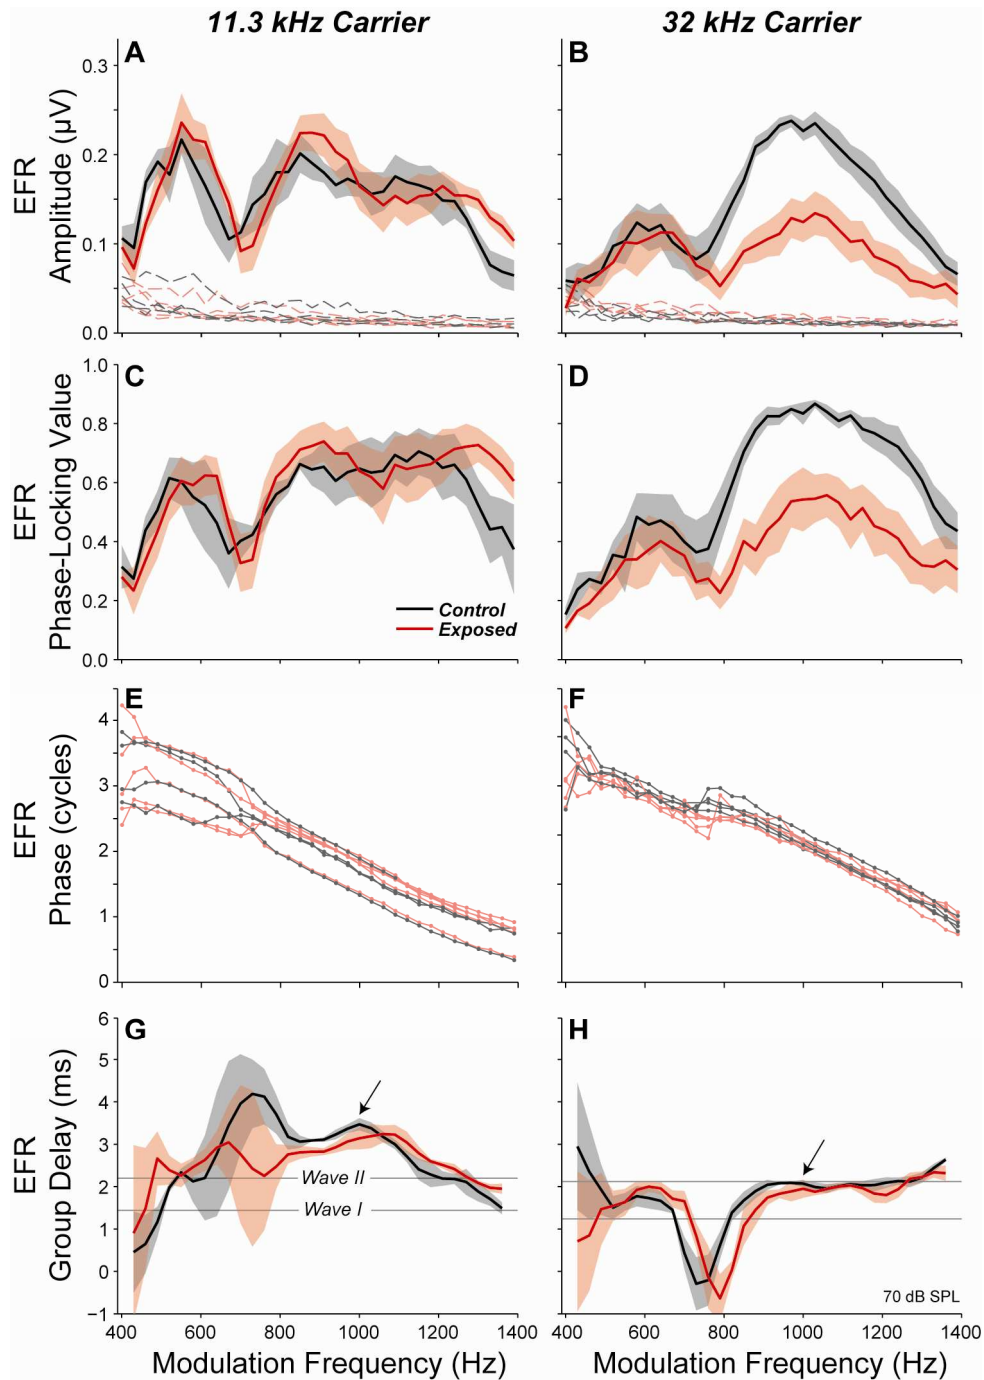 11.3 kHz Carrier
32 kHz Carrier
A
B
EFR
Amplitude (µV)
0.3
0.2
0.1
0.0
C
D
EFR
Phase-Locking Value
1.0
0.8
0.6
0.4
0.2
0.0
Control
Exposed
E
F
EFR
Phase (cycles)
4
3
2
1
0
G
H
EFR
Group Delay (ms)
6
5
4
3
2
1
0
−1
Wave II
Wave I
70 dB SPL
400 600 800 1000 1200 1400
400 600 800 1000 1200 1400
Modulation Frequency (Hz)
Modulation Frequency (Hz)